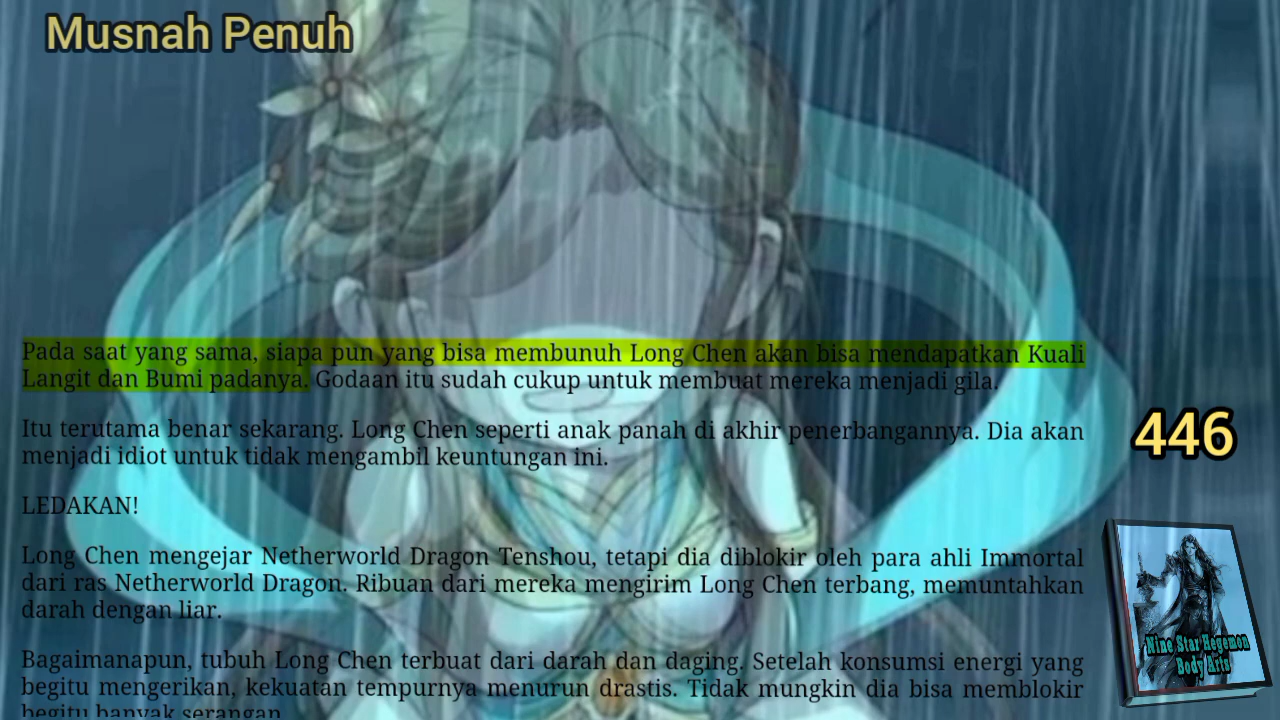 Musnah Penuh
Pada saat yang sama, siapa pun yang bisa membunuh Long Chen akan bisa mendapatkan Kuali
Langit dan Bumi padanya. Godaan itu sudah cukup untuk membuat mereka menjadi gila.
Itu terutama benar sekarang. Long Chen seperti anak panah di akhir penerbangannya. Dia akan
menjadi idiot untuk tidak mengambil keuntungan ini.
LEDAKAN!
Long Chen mengejar Netherworld Dragon Tenshou, tetapi dia diblokir oleh para ahli Immortal
dari ras Netherworld Dragon. Ribuan dari mereka mengirim Long Chen terbang, memuntahkan
darah dengan liar.
Bagaimanapun, tubuh Long Chen terbuat dari darah dan daging. Setelah konsumsi energi yang
begitu mengerikan, kekuatan tempurnya menurun drastis. Tidak mungkin dia bisa memblokir
begitu banyak serangan.
446
Nine Star Hegemon
Body Arts